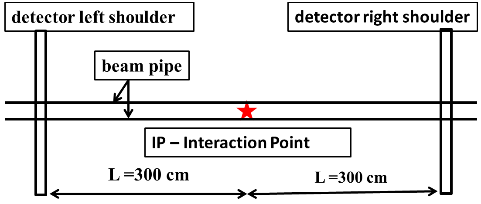 detector left shoulder
detector right shoulder
beam pipe
IP – Interaction Point
L =300 cm
L =300 cm